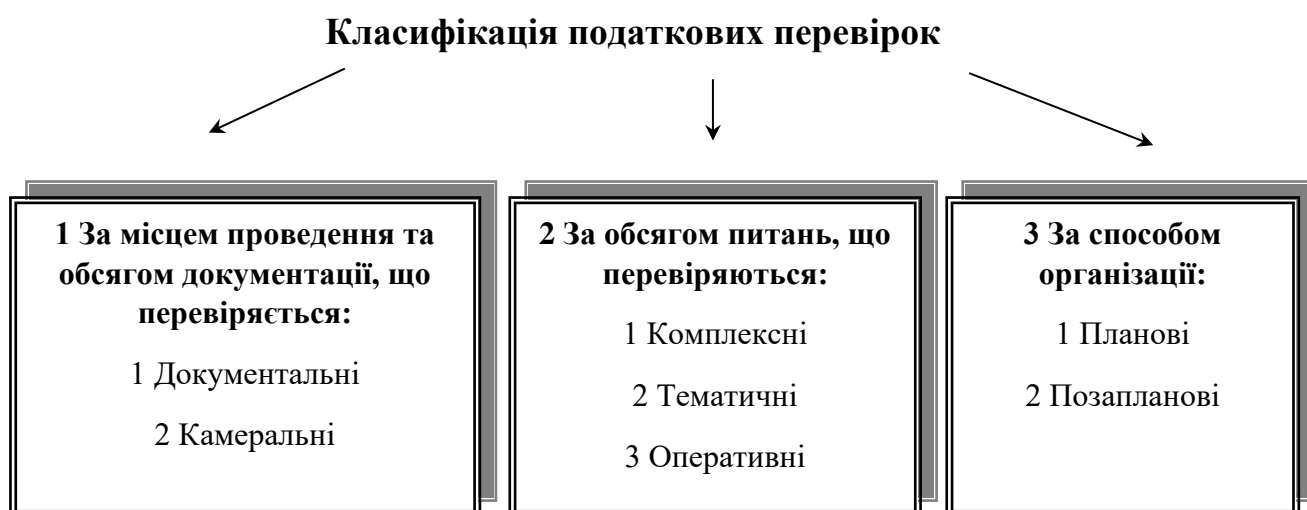 Класифікація податкових перевірок
1 За місцем проведення та
обсягом документації, що
перевіряється:
1 Документальні
2 Камеральні
2 За обсягом питань, що
перевіряються:
1 Комплексні
2 Тематичні
3 Оперативні
3 За способом
організації:
1 Планові
2 Позапланові